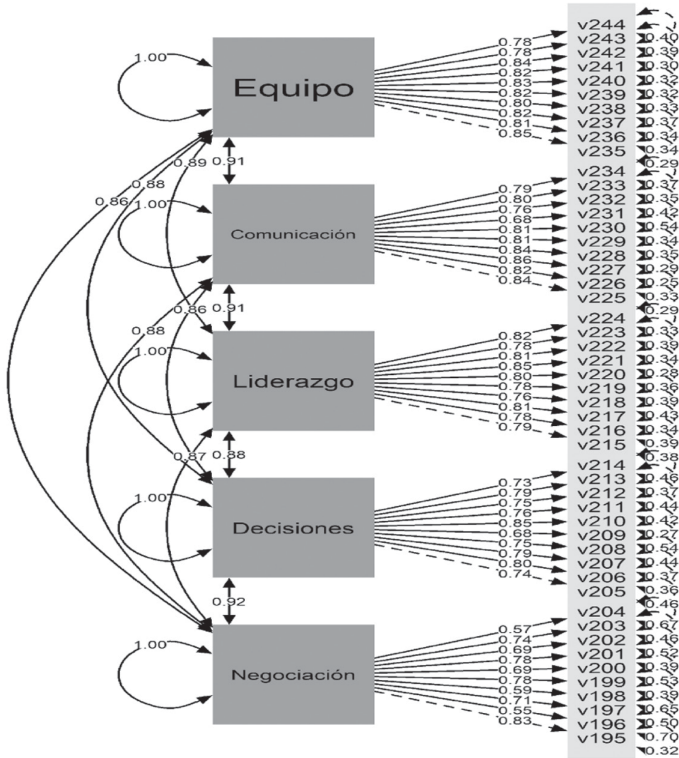 1.00
Equipo
0.78
0.78
0.84
0.82
0.83
0.82
0.80
0.82
0.81
0.85
v244
v243
v242
v241
v240
v239
v238
v237
v236
v235
0.40
0.39
0.30
0.32
0.32
0.33
0.37
0.34
0.34
0.29
0.89
0.91
0.88
0.86
1.00
Comunicación
0.79
0.80
0.76
0.68
0.81
0.81
0.84
0.86
0.82
0.84
v234
v233
v232
v231
v230
v229
v228
v227
v226
v225
0.37
0.35
0.42
0.54
0.34
0.35
0.29
0.25
0.33
0.29
0.86
0.91
0.88
1.00
Liderazgo
0.82
0.78
0.81
0.85
0.80
0.78
0.76
0.81
0.78
0.79
v224
v223
v222
v221
v220
v219
v218
v217
v216
v215
0.33
0.39
0.34
0.28
0.36
0.39
0.43
0.34
0.39
0.38
0.87
0.88
1.00
Decisiones
0.73
0.79
0.75
0.76
0.85
0.68
0.75
0.79
0.80
0.74
v214
v213
v212
v211
v210
v209
v208
v207
v206
v205
0.46
0.37
0.44
0.42
0.27
0.54
0.44
0.37
0.36
0.46
0.92
1.00
Negociación
0.57
0.74
0.69
0.78
0.69
0.78
0.59
0.71
0.55
0.83
v204
v203
v202
v201
v200
v199
v198
v197
v196
v195
0.67
0.46
0.52
0.39
0.53
0.39
0.65
0.50
0.70
0.32